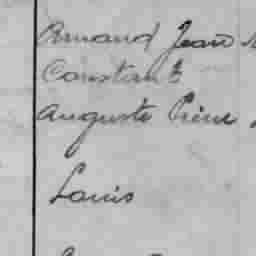 Armand Jean
Constant
Auguste Pierre
Louis